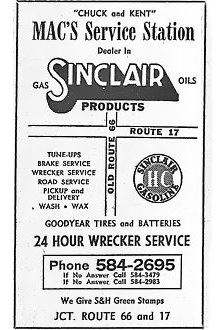 "CHUCK and KENT"
MAC'S Service Station
Dealer In
GAS SINCLAIR OILS
PRODUCTS
OLD ROUTE 66
ROUTE 17
TUNE-UPS
BRAKE SERVICE
WRECKER SERVICE
ROAD SERVICE
PICKUP and
DELIVERY
WASH - WAX
SINCLAIR
HC
GASOLINE
GOODYEAR TIRES and BATTERIES
24 HOUR WRECKER SERVICE
Phone 584-2695
If No Answer Call 584-3479
If No Answer Call 584-2983
We Give S&H Green Stamps
JCT. ROUTE 66 and 17